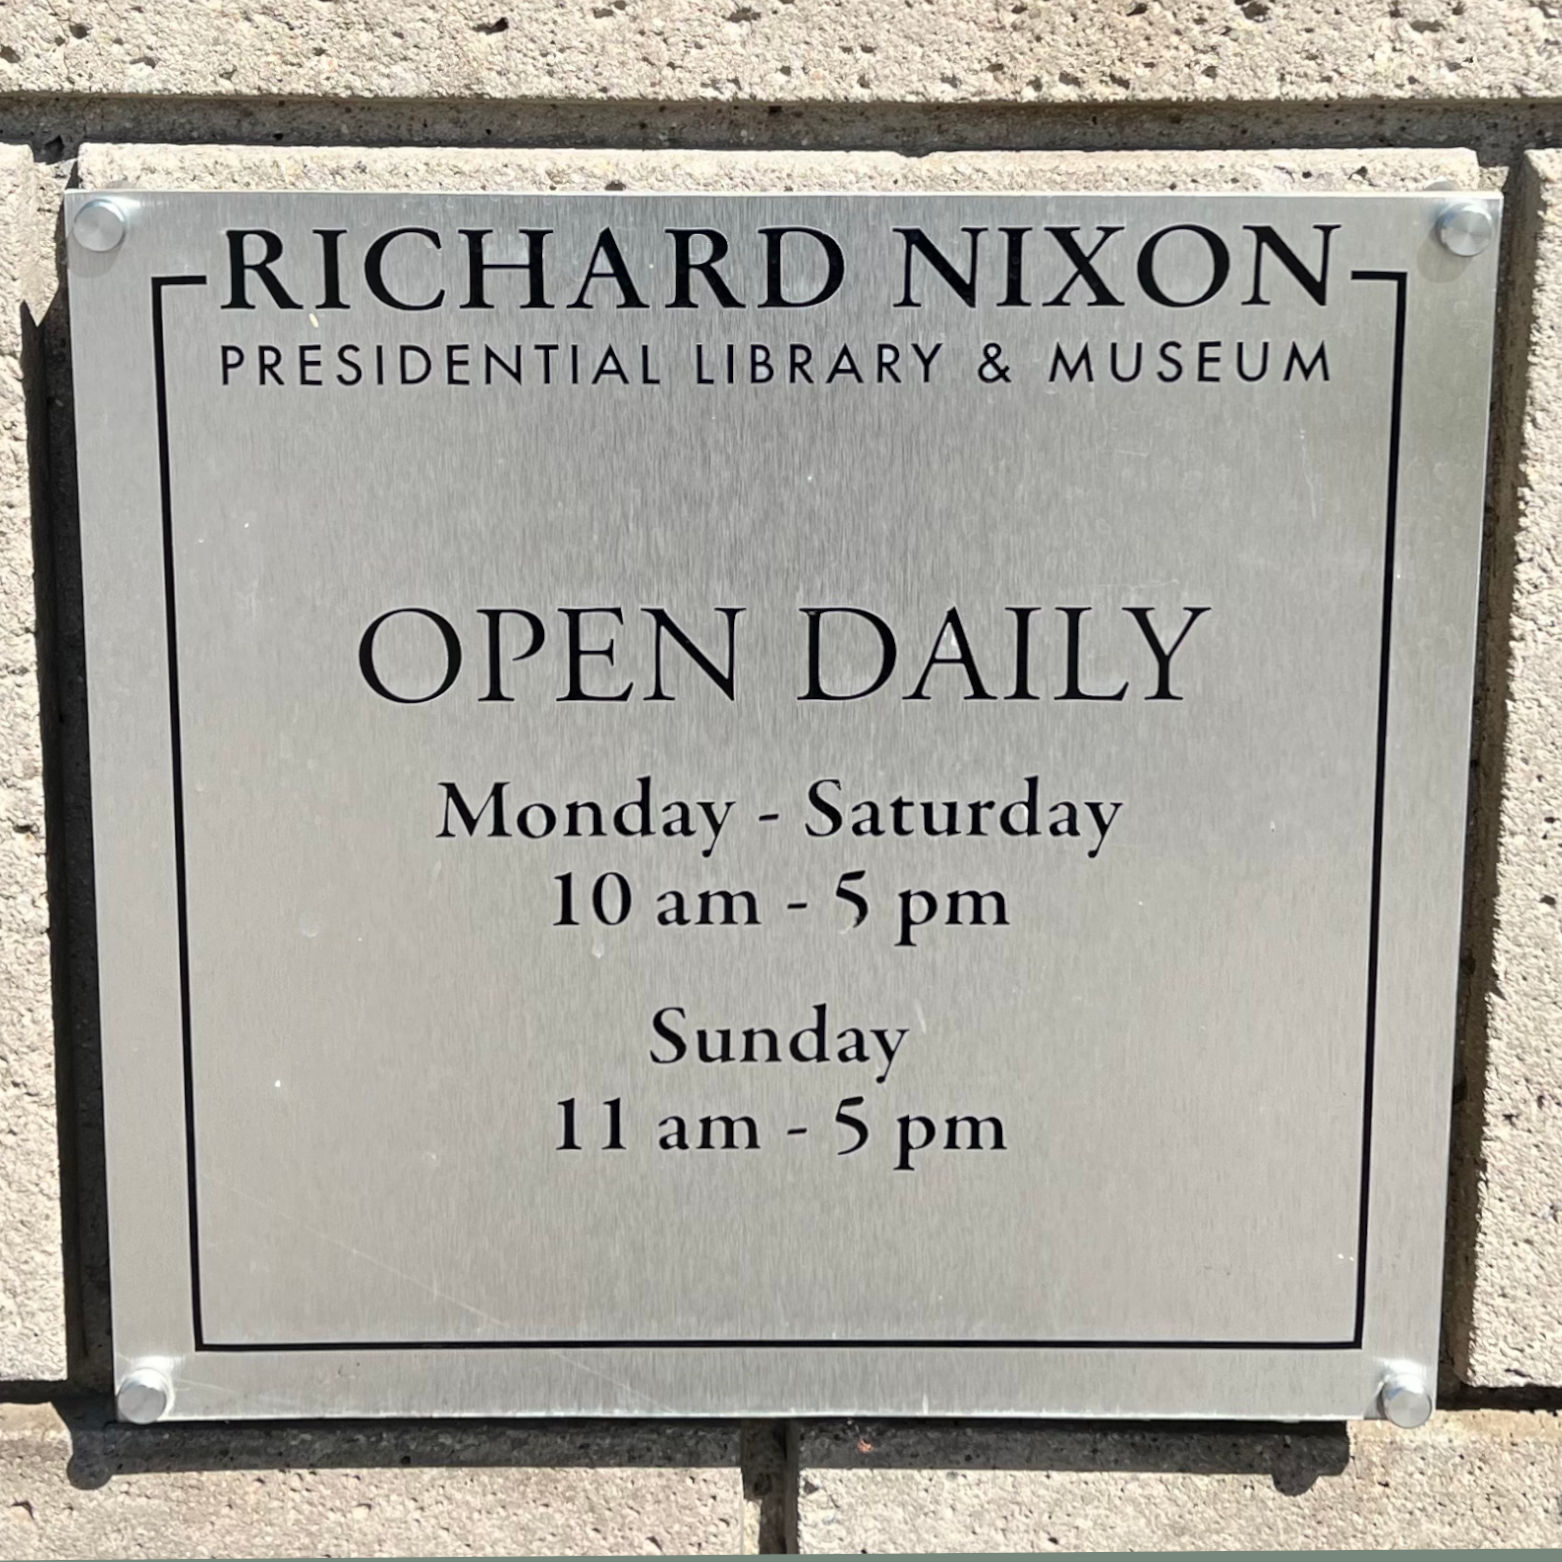 RICHARD NIXON
PRESIDENTIAL LIBRARY & MUSEUM
OPEN DAILY
Monday - Saturday
10 am - 5 pm
Sunday
11 am - 5 pm